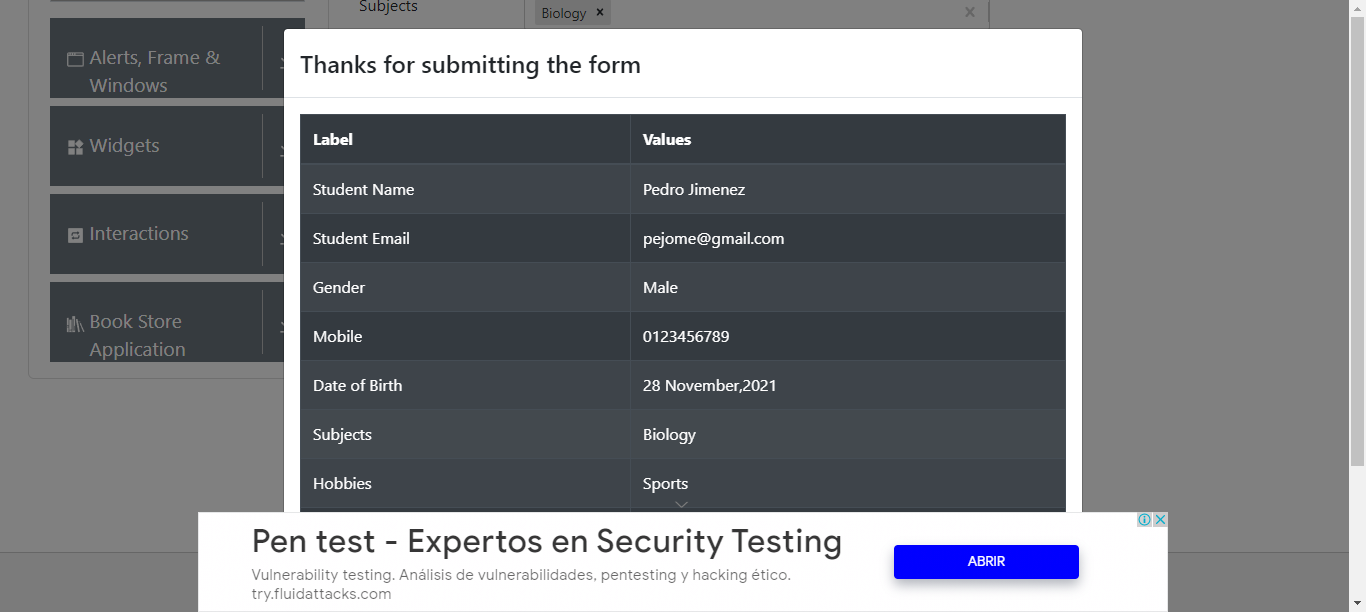 Subjects
Biology ×
Alerts, Frame &
Windows
Widgets
Interactions
Book Store
Application
Thanks for submitting the form
Label Values
Student Name Pedro Jimenez
Student Email pejome@gmail.com
Gender Male
Mobile 0123456789
Date of Birth 28 November,2021
Subjects Biology
Hobbies Sports
Pen test - Expertos en Security Testing
Vulnerability testing. Análisis de vulnerabilidades, pentesting y hacking ético.
try.fluidattacks.com
ABRIR